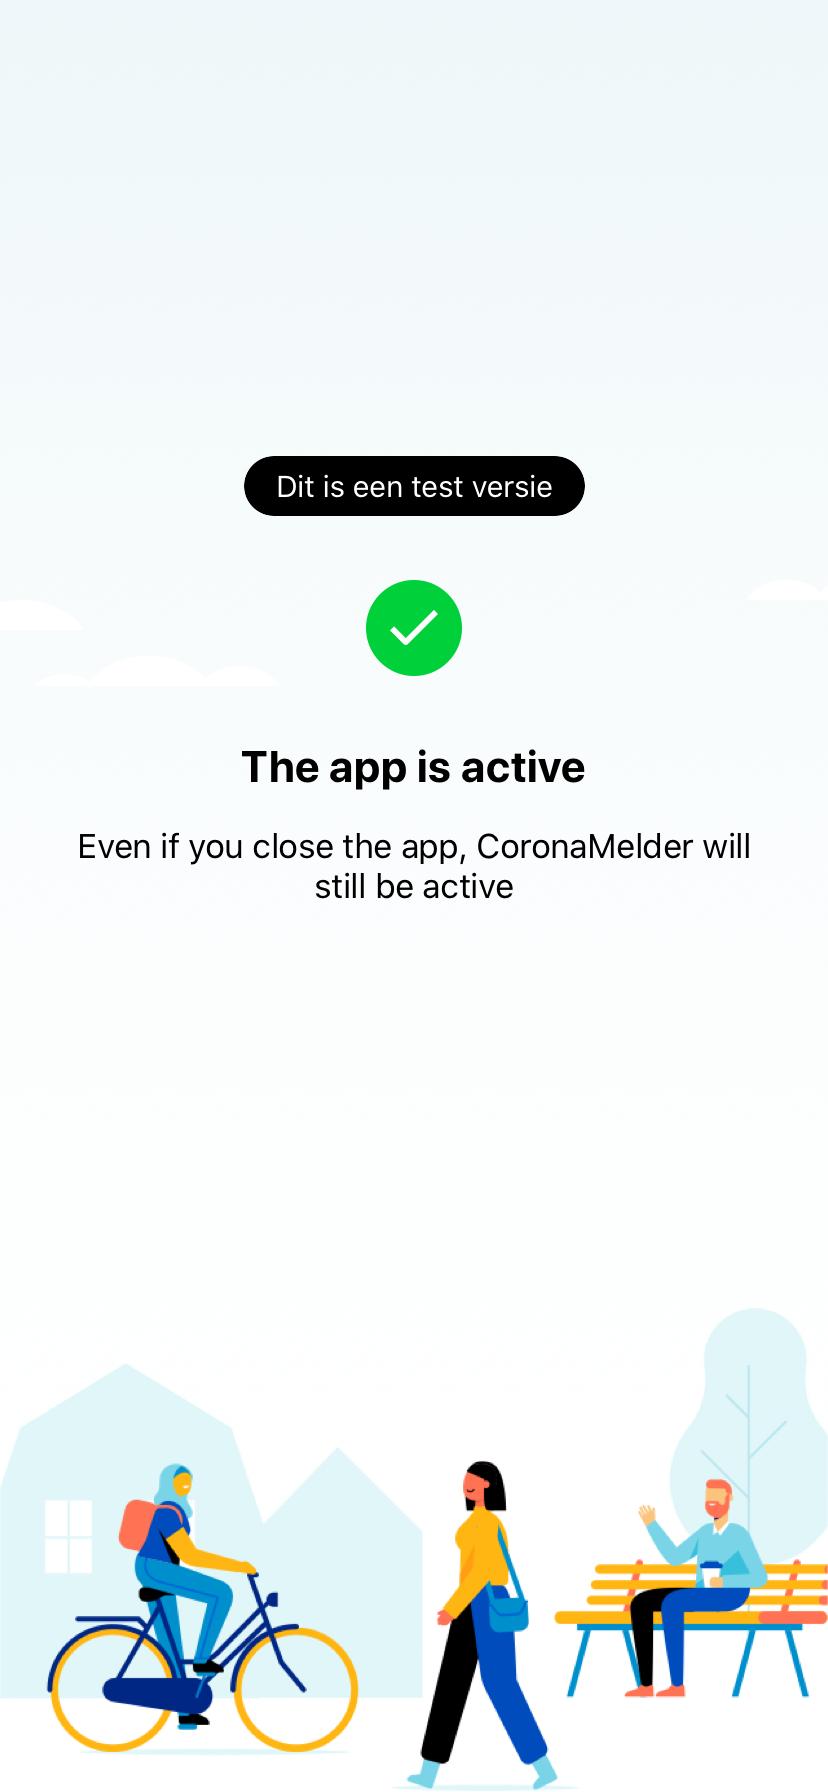 Dit is een test versie
The app is active
Even if you close the app, CoronaMelder will
still be active